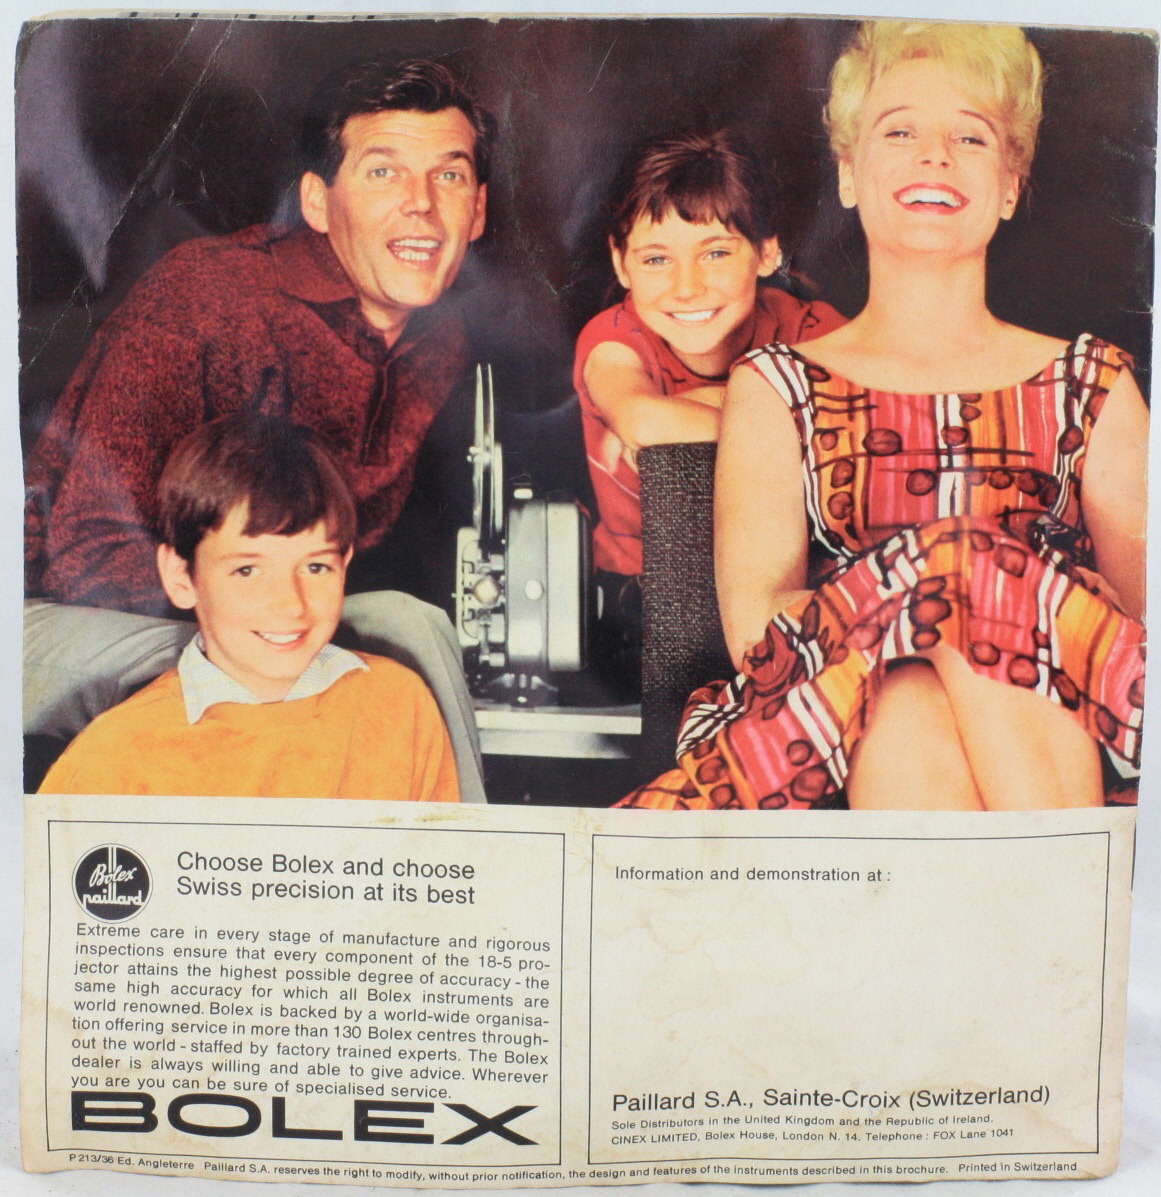 Bolex
paillard
Choose Bolex and choose
Swiss precision at its best
Extreme care in every stage of manufacture and rigorous
inspections ensure that every component of the 18-5 pro-
jector attains the highest possible degree of accuracy - the
same high accuracy for which all Bolex instruments are
world renowned. Bolex is backed by a world-wide organisa-
tion offering service in more than 130 Bolex centres through-
out the world - staffed by factory trained experts. The Bolex
dealer is always willing and able to give advice. Wherever
you are you can be sure of specialised service.
BOLEX
Information and demonstration at :
Paillard S.A., Sainte-Croix (Switzerland)
Sole Distributors in the United Kingdom and the Republic of Ireland.
CINEX LIMITED, Bolex House, London N. 14. Telephone : FOX Lane 1041
P 213/36 Ed. Angleterre Paillard S.A. reserves the right to modify, without prior notification, the design and features of the instruments described in this brochure. Printed in Switzerland